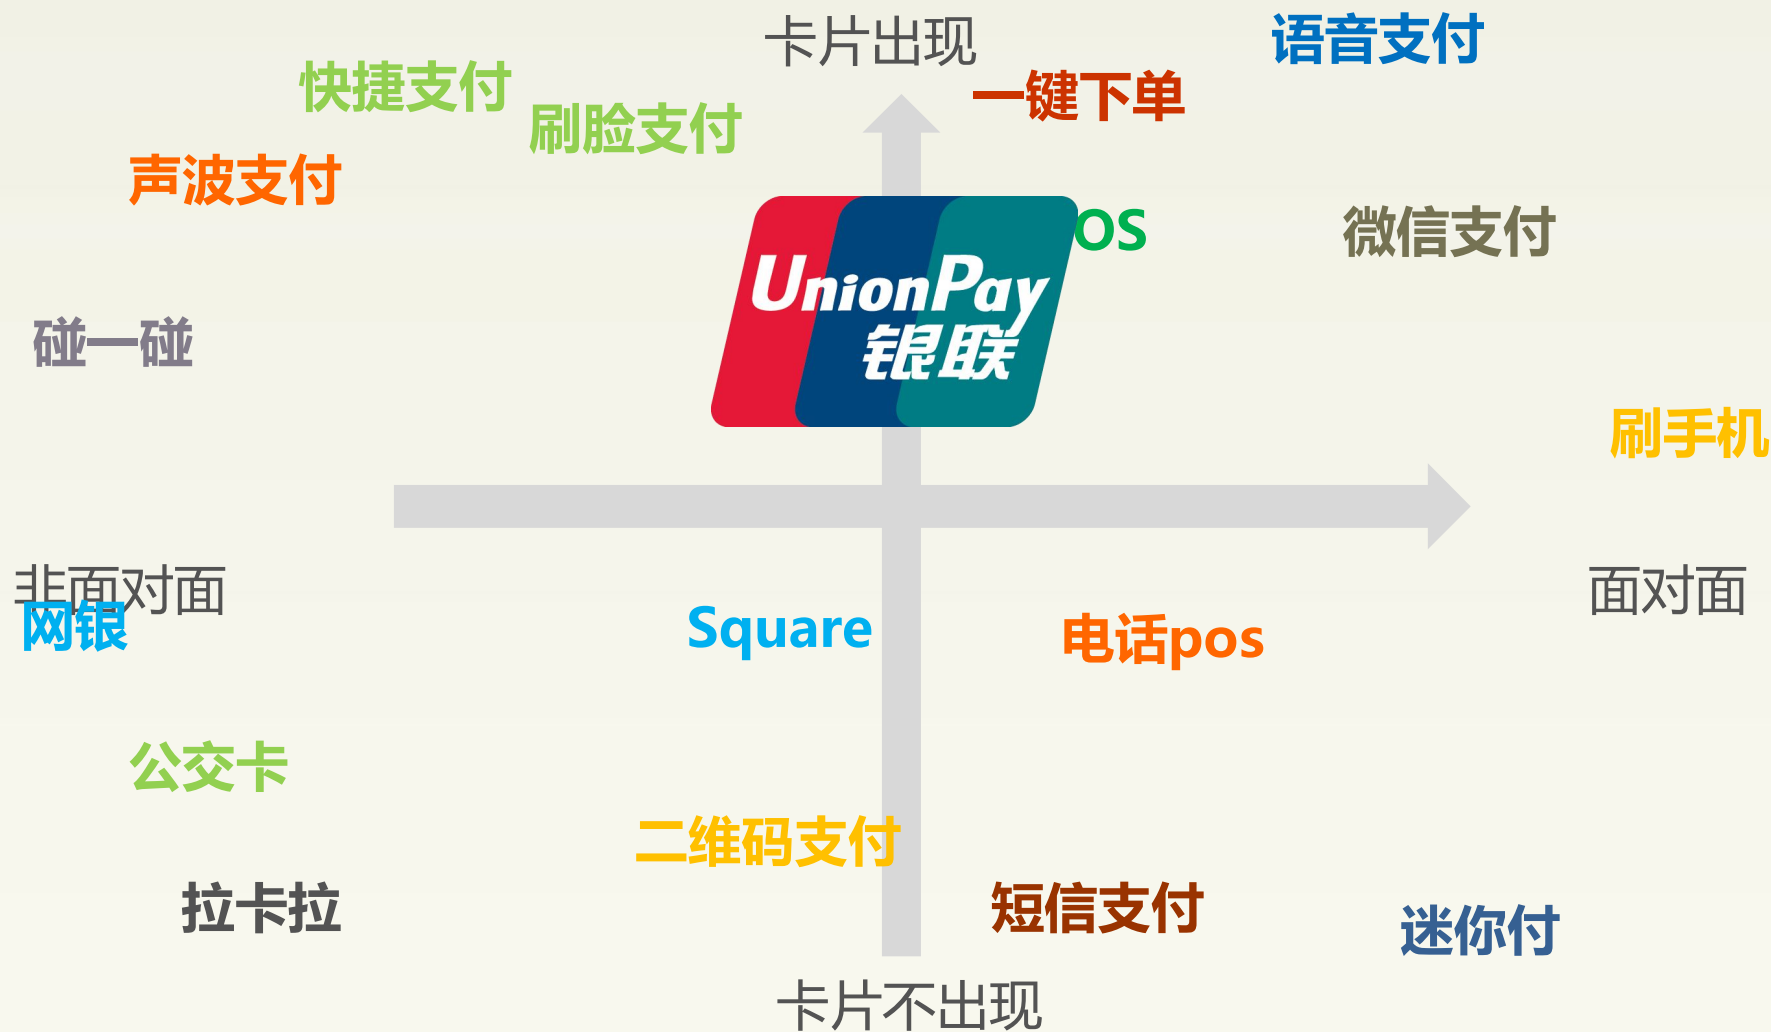 卡片出现
语音支付
快捷支付
一键下单
刷脸支付
声波支付
OS
微信支付
UnionPay
银联
碰一碰
刷手机
非面对面
面对面
网银
Square
电话pos
公交卡
二维码支付
拉卡拉
短信支付
迷你付
卡片不出现